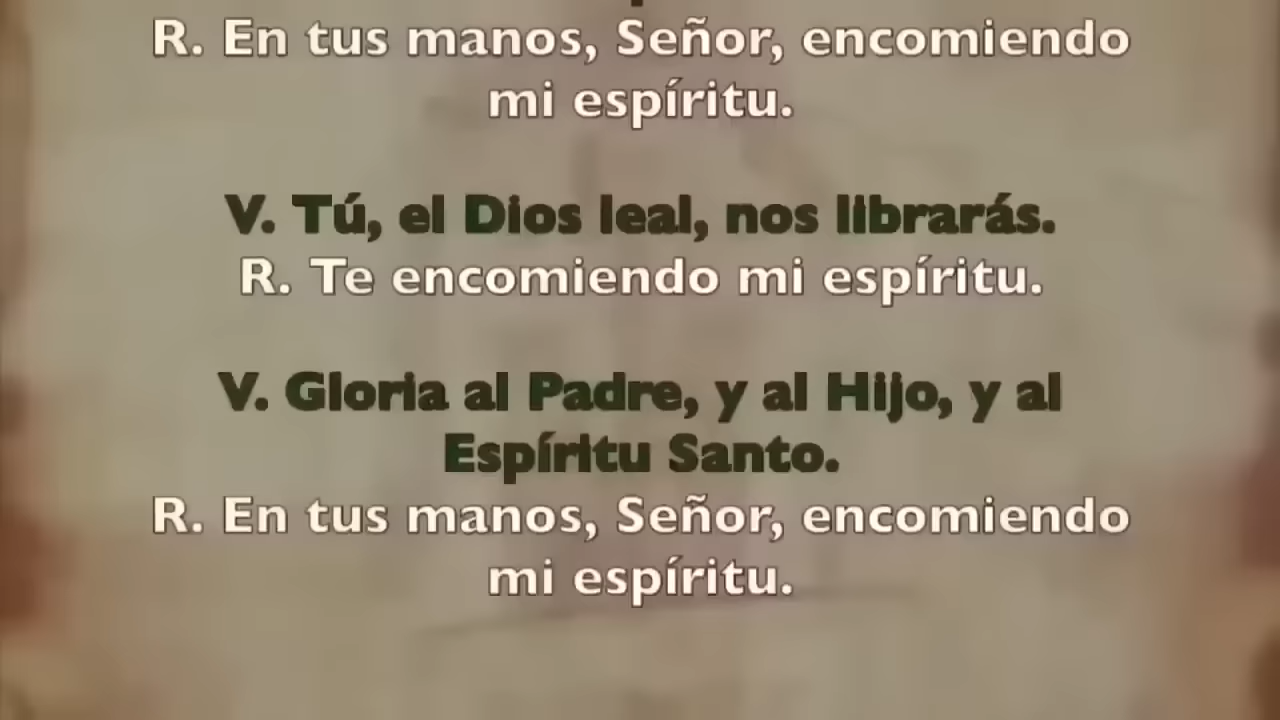 R. En tus manos, Señor, encomiendo
mi espíritu.
V. Tú, el Dios leal, nos librarás.
R. Te encomiendo mi espíritu.
V. Gloria al Padre, y al Hijo, y al
Espíritu Santo.
R. En tus manos, Señor, encomiendo
mi espíritu.